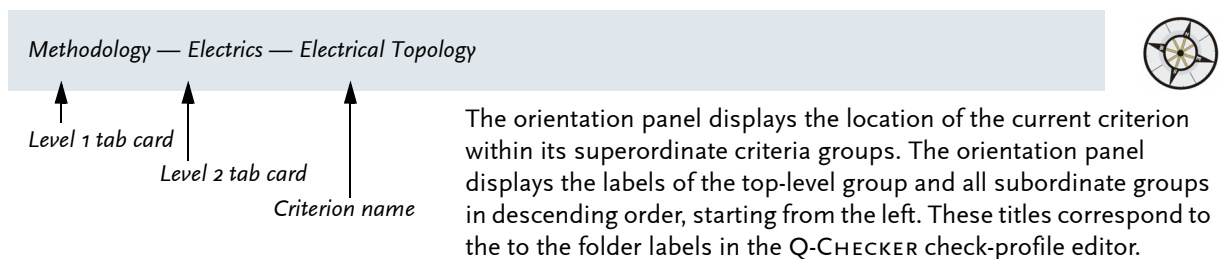 Methodology — Electrics — Electrical Topology
Level 1 tab card
Level 2 tab card
Criterion name
The orientation panel displays the location of the current criterion
within its superordinate criteria groups. The orientation panel
displays the labels of the top-level group and all subordinate groups
in descending order, starting from the left. These titles correspond to
the to the folder labels in the Q-CHECKER check-profile editor.